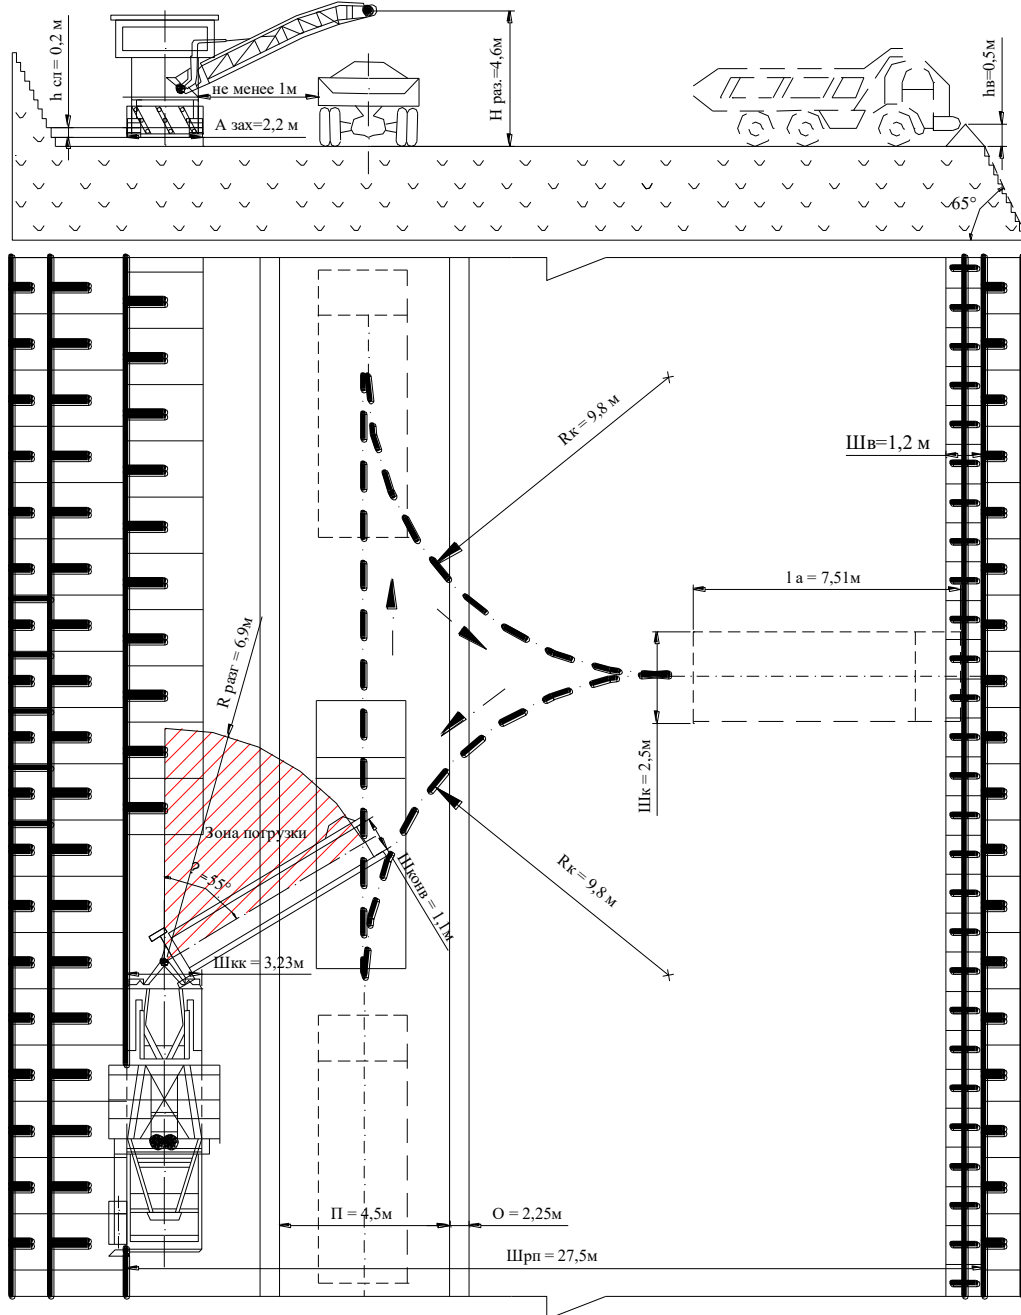 h сл = 0,2 м
не менее 1м
А зах=2,2 м
Н раз.=4,6м
hв=0,5м
65°
Rк = 9,8 м
Шв=1,2 м
l а = 7,51м
R разг = 6,9м
Шк = 2,5м
Зона погрузки
? =55°
Шконв = 1,1м
Rк = 9,8м
Шкк = 3,23м
П = 4,5м
О = 2,25м
Шрп = 27,5м